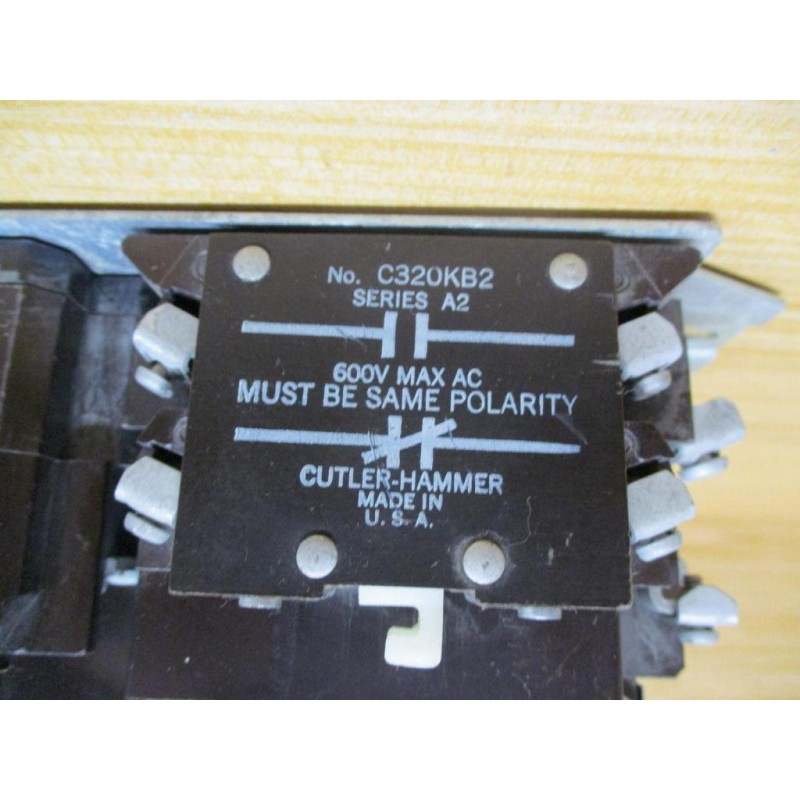 No. C320KB2
SERIES A2
600V MAX AC
MUST BE SAME POLARITY
CUTLER-HAMMER
MADE IN
U.S.A.